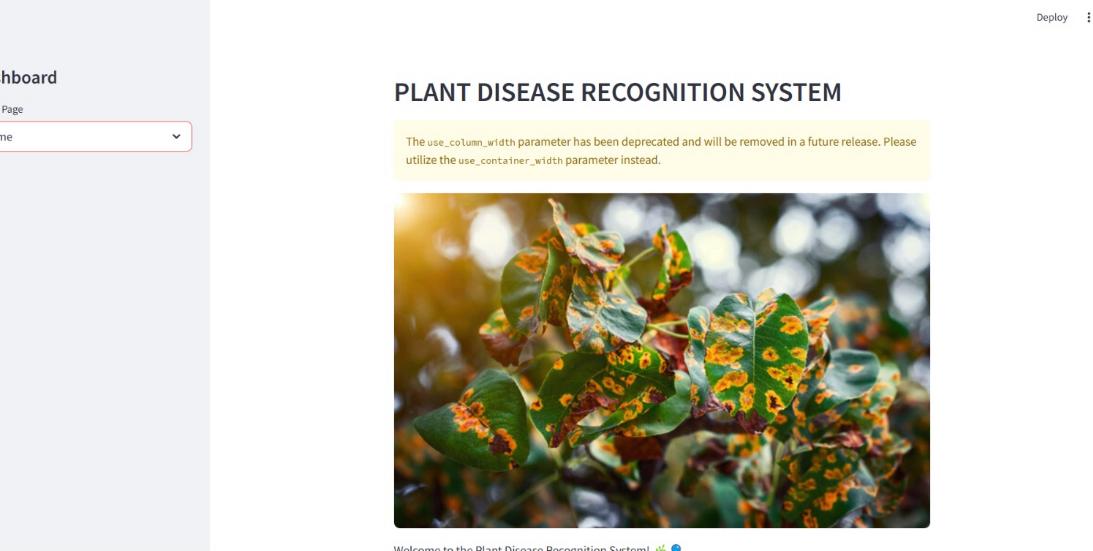 Deploy
hboard
Page
me
PLANT DISEASE RECOGNITION SYSTEM
The use_column_width parameter has been deprecated and will be removed in a future release. Please
utilize the use_container_width parameter instead.
Welcome to the Plant Disease Recognition System! 🌿🔍